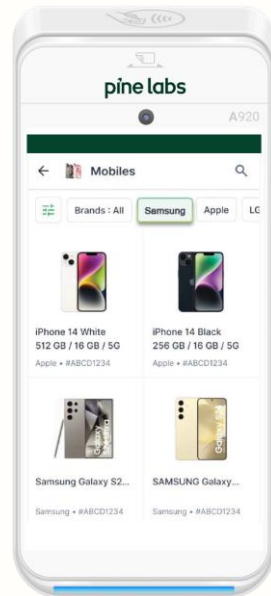 pine labs
A920
Mobiles
Brands : All
Samsung
Apple
LG
iPhone 14 White
512 GB / 16 GB / 5G
Apple • #ABCD1234
iPhone 14 Black
256 GB / 16 GB / 5G
Apple • #ABCD1234
Galaxy S24
Samsung Galaxy S2...
Samsung • #ABCD1234
SAMSUNG Galaxy...
Samsung • #ABCD1234